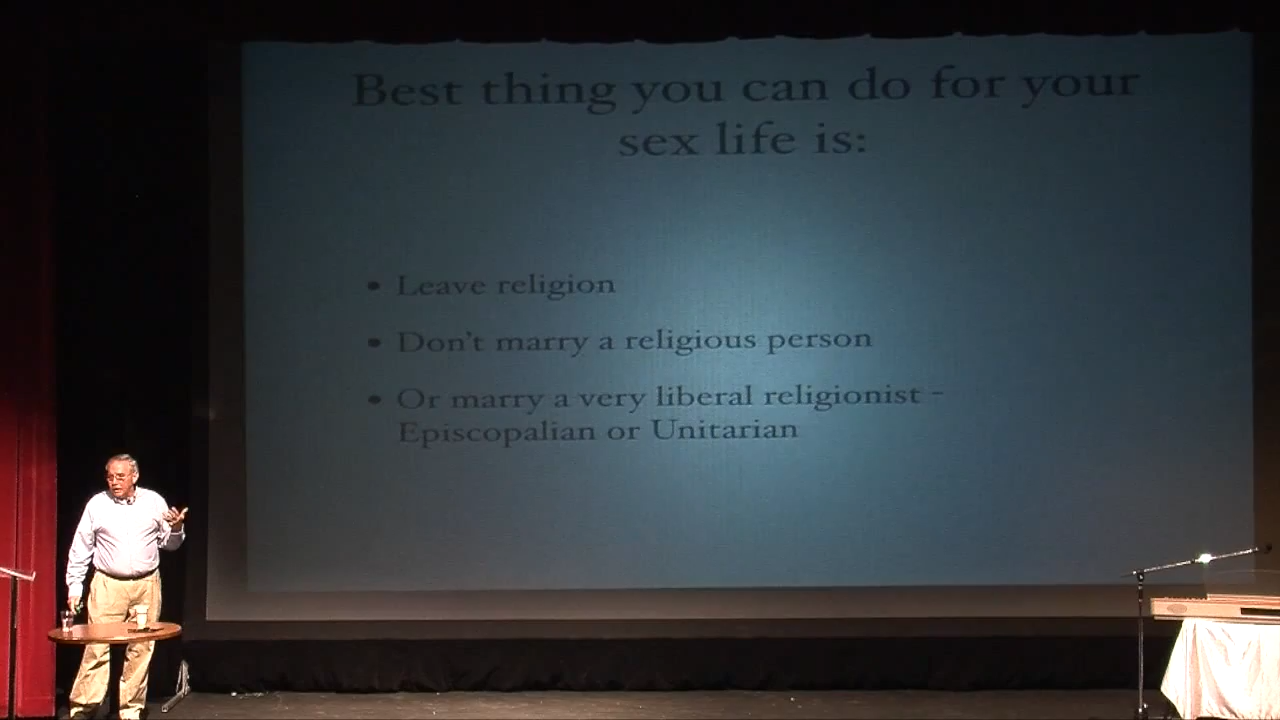 Best thing you can do for your
sex life is:
• Leave religion
• Don't marry a religious person
• Or marry a very liberal religionist -
Episcopalian or Unitarian